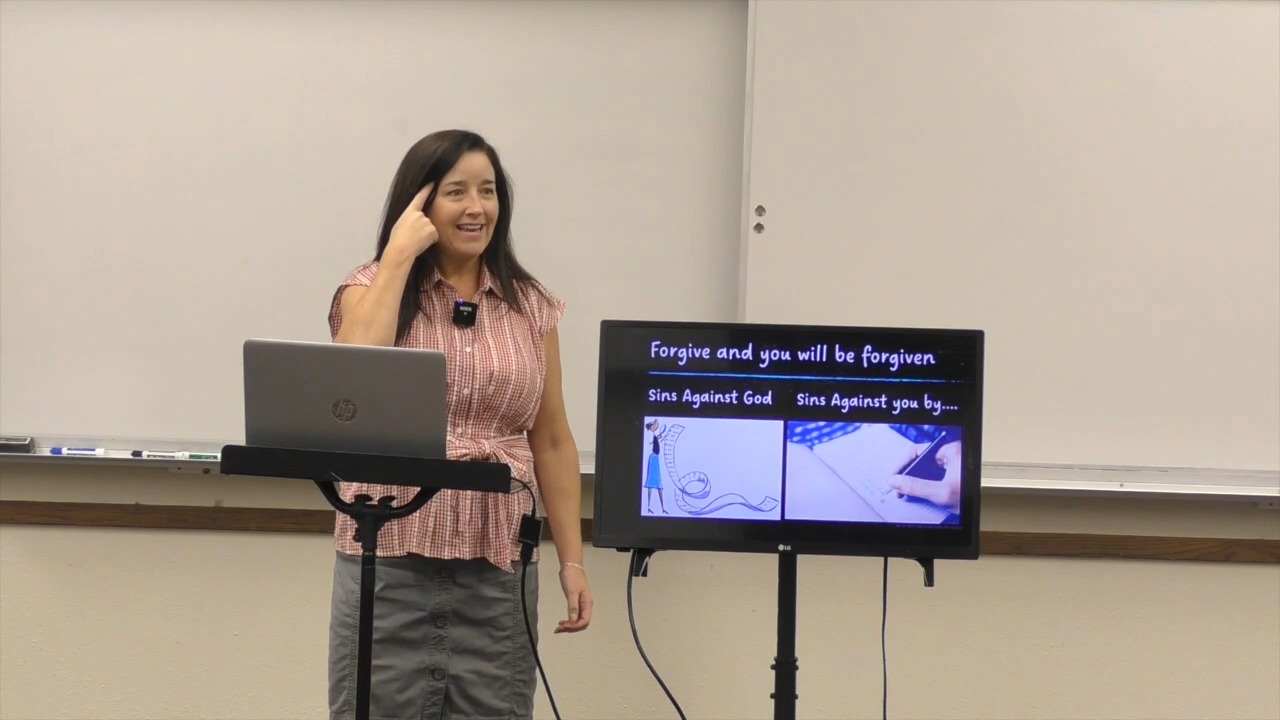 Forgive and you will be forgiven
Sins Against God
Sins Against you by....
LG
hp